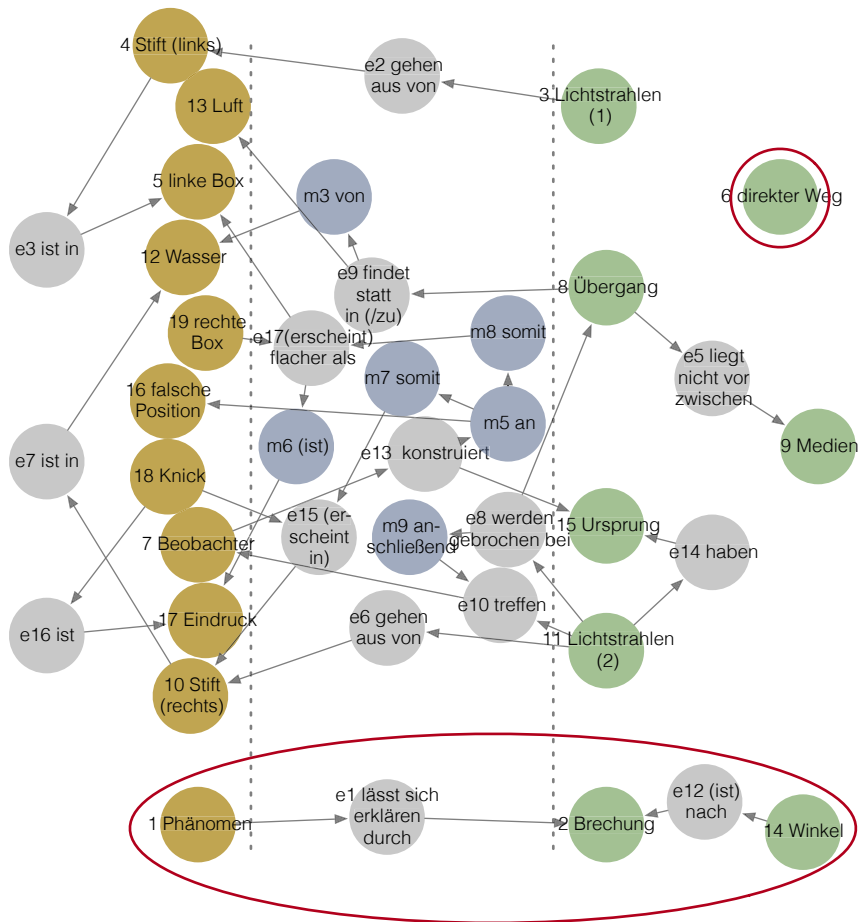 4 Stift (links)
e2 gehen
aus von
3 Lichtstrahlen
(1)
13 Luft
5 linke Box
m3 von
6 direkter Weg
e3 ist in
12 Wasser
e9 findet
statt
in (/zu)
8 Übergang
19 rechte
Box
e17(erscheint)
flacher als
m8 somit
e5 liegt
nicht vor
zwischen
m7 somit
16 falsche
Position
m5 an
m6 (ist)
e13 konstruiert
9 Medien
e7 ist in
18 Knick
e15 (er-
scheint
in)
m9 an-
schließend
e8 werden
gebrochen bei
15 Ursprung
7 Beobachter
e14 haben
e10 treffen
17 Eindruck
e16 ist
e6 gehen
aus von
11 Lichtstrahlen
(2)
10 Stift
(rechts)
1 Phänomen
e1 lässt sich
erklären
durch
2 Brechung
e12 (ist)
nach
14 Winkel